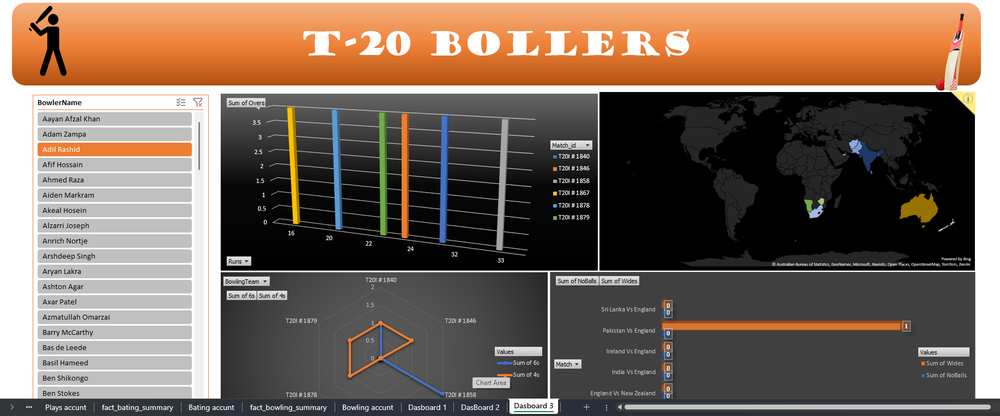 T-20 BOLLERS
BowlerName
Aayan Afzal Khan
Adam Zampa
Adil Rashid
Afif Hossain
Ahmed Raza
Aiden Markram
Akeal Hosein
Alzarri Joseph
Anrich Nortje
Arshdeep Singh
Aryan Lakra
Ashton Agar
Axar Patel
Azmatullah Omarzai
Barry McCarthy
Bas de Leede
Basil Hameed
Ben Shikongo
Ben Stokes
Sum of Overs
4
3.5
3
2.5
2
1.5
1
0.5
0
16
20
22
24
32
33
Runs
Match_id
T20I # 1840
T20I # 1846
T20I # 1858
T20I # 1867
T20I # 1878
T20I # 1879
Powered by Bing
© Australian Bureau of Statistics, GeoNames, Microsoft, Navinfo, Open Places, OpenStreetMap, TomTom, Zenrin
BowlingTeam
Sum of 6s Sum of 4s
T20I # 1840
2
1.5
1
0.5
0
T20I # 1879
T20I # 1846
T20I # 1878
T20I # 1858
Values
Sum of 6s
Sum of 4s
Chart Area
Sum of NoBalls Sum of Wides
Sri Lanka Vs England
0
0
Pakistan Vs England
1
0
Ireland Vs England
0
0
India Vs England
0
0
England Vs New Zealand
0
0
Match
Values
Sum of Wides
Sum of NoBalls
Plays accunt fact_bating_summary Bating accunt fact_bowling_summary Bowling accunt Dasboard 1 DasBoard 2 Dasboard 3